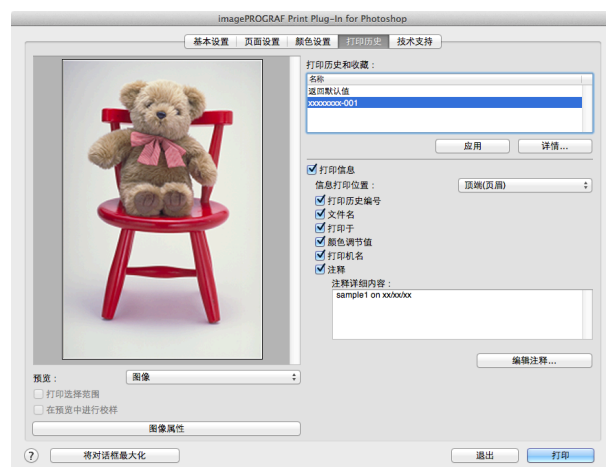 imagePROGRAF Print Plug-In for Photoshop
基本设置 页面设置 颜色设置 打印历史 技术支持
打印历史和收藏：
名称
返回默认值
xxxxxxxx-001
应用 详情...
打印信息
信息打印位置： 顶端(页眉)
打印历史编号
文件名
打印于
颜色调节值
打印机名
注释
注释详细内容：
sample1 on xx/xx/xx
编辑注释...
预览： 图像
打印选择范围
在预览中进行校样
图像属性
? 将对话框最大化 退出 打印